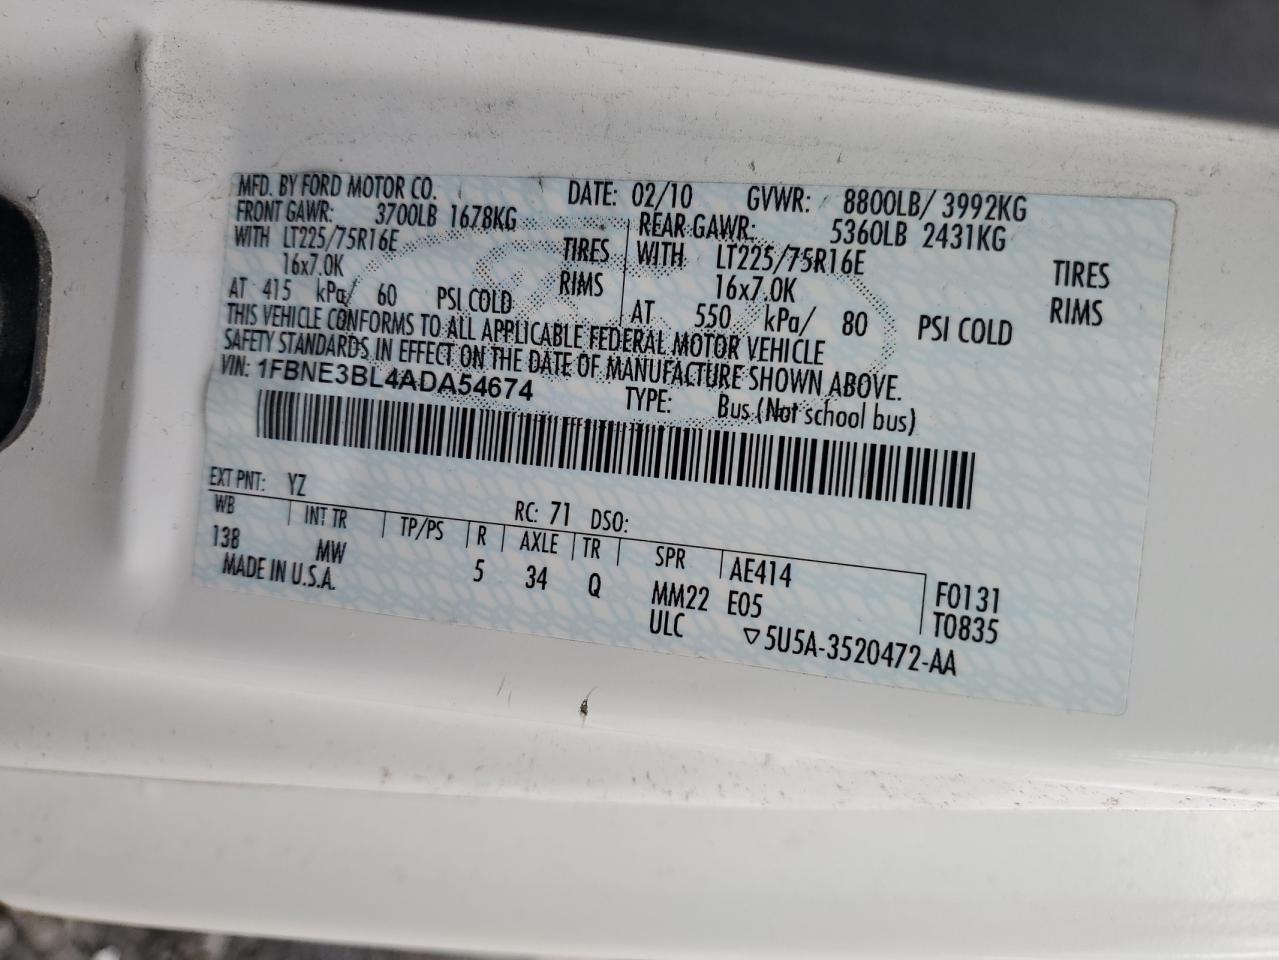 MFD. BY FORD MOTOR CO. DATE: 02/10 GVWR: 8800LB/ 3992KG
FRONT GAWR: 3700LB 1678KG REAR GAWR: 5360LB 2431KG
WITH LT225/75R16E TIRES WITH LT225/75R16E TIRES
16x7.0K RIMS 16x7.0K RIMS
AT 415 kPa/ 60 PSI COLD AT 550 kPa/ 80 PSI COLD
THIS VEHICLE CONFORMS TO ALL APPLICABLE FEDERAL MOTOR VEHICLE
SAFETY STANDARDS IN EFFECT ON THE DATE OF MANUFACTURE SHOWN ABOVE.
VIN: 1FBNE3BL4ADA54674 TYPE: Bus (Not school bus)
EXT PNT: YZ RC: 71 DSO:
WB INT TR TP/PS R AXLE TR SPR AE414 F0131
138 MW 5 34 Q MM22 E05 T0835
MADE IN U.S.A. ULC ▽5U5A-3520472-AA